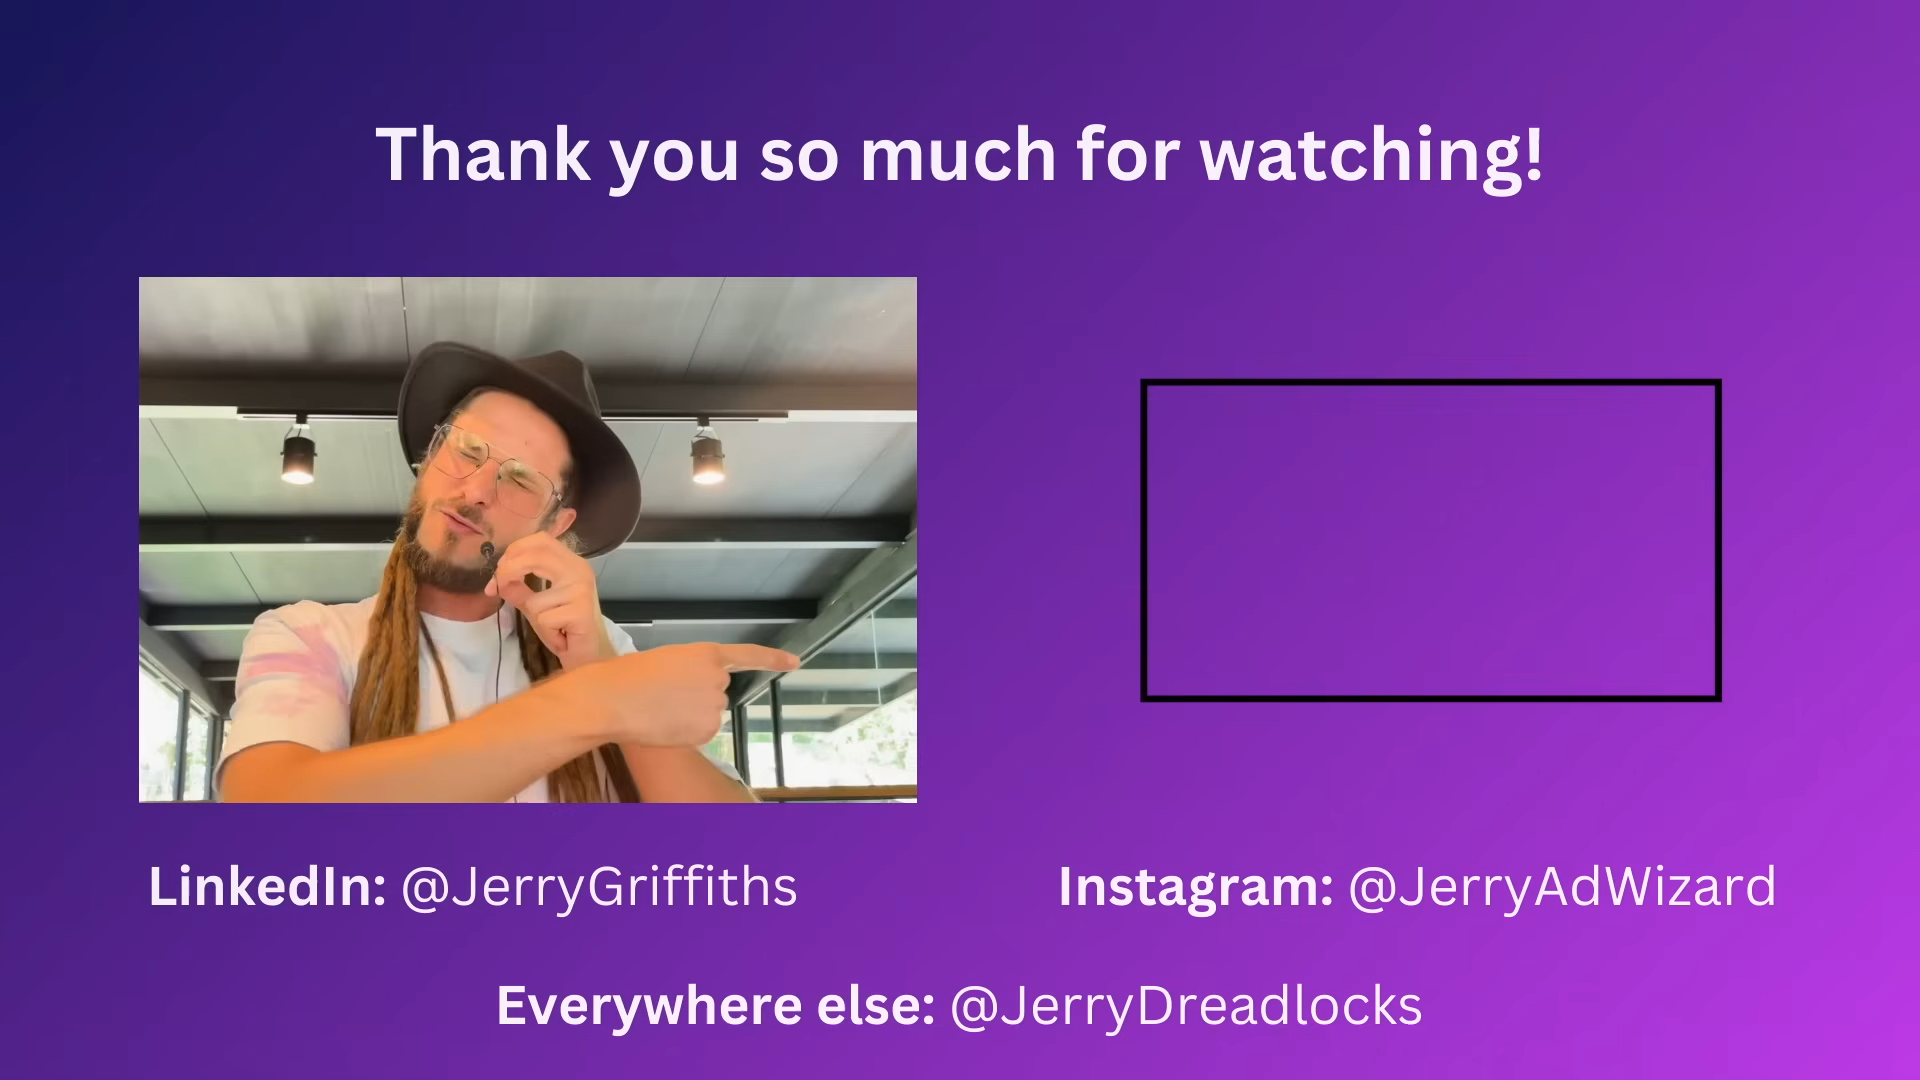 Thank you so much for watching!
LinkedIn: @JerryGriffiths
Instagram: @JerryAdWizard
Everywhere else: @JerryDreadlocks